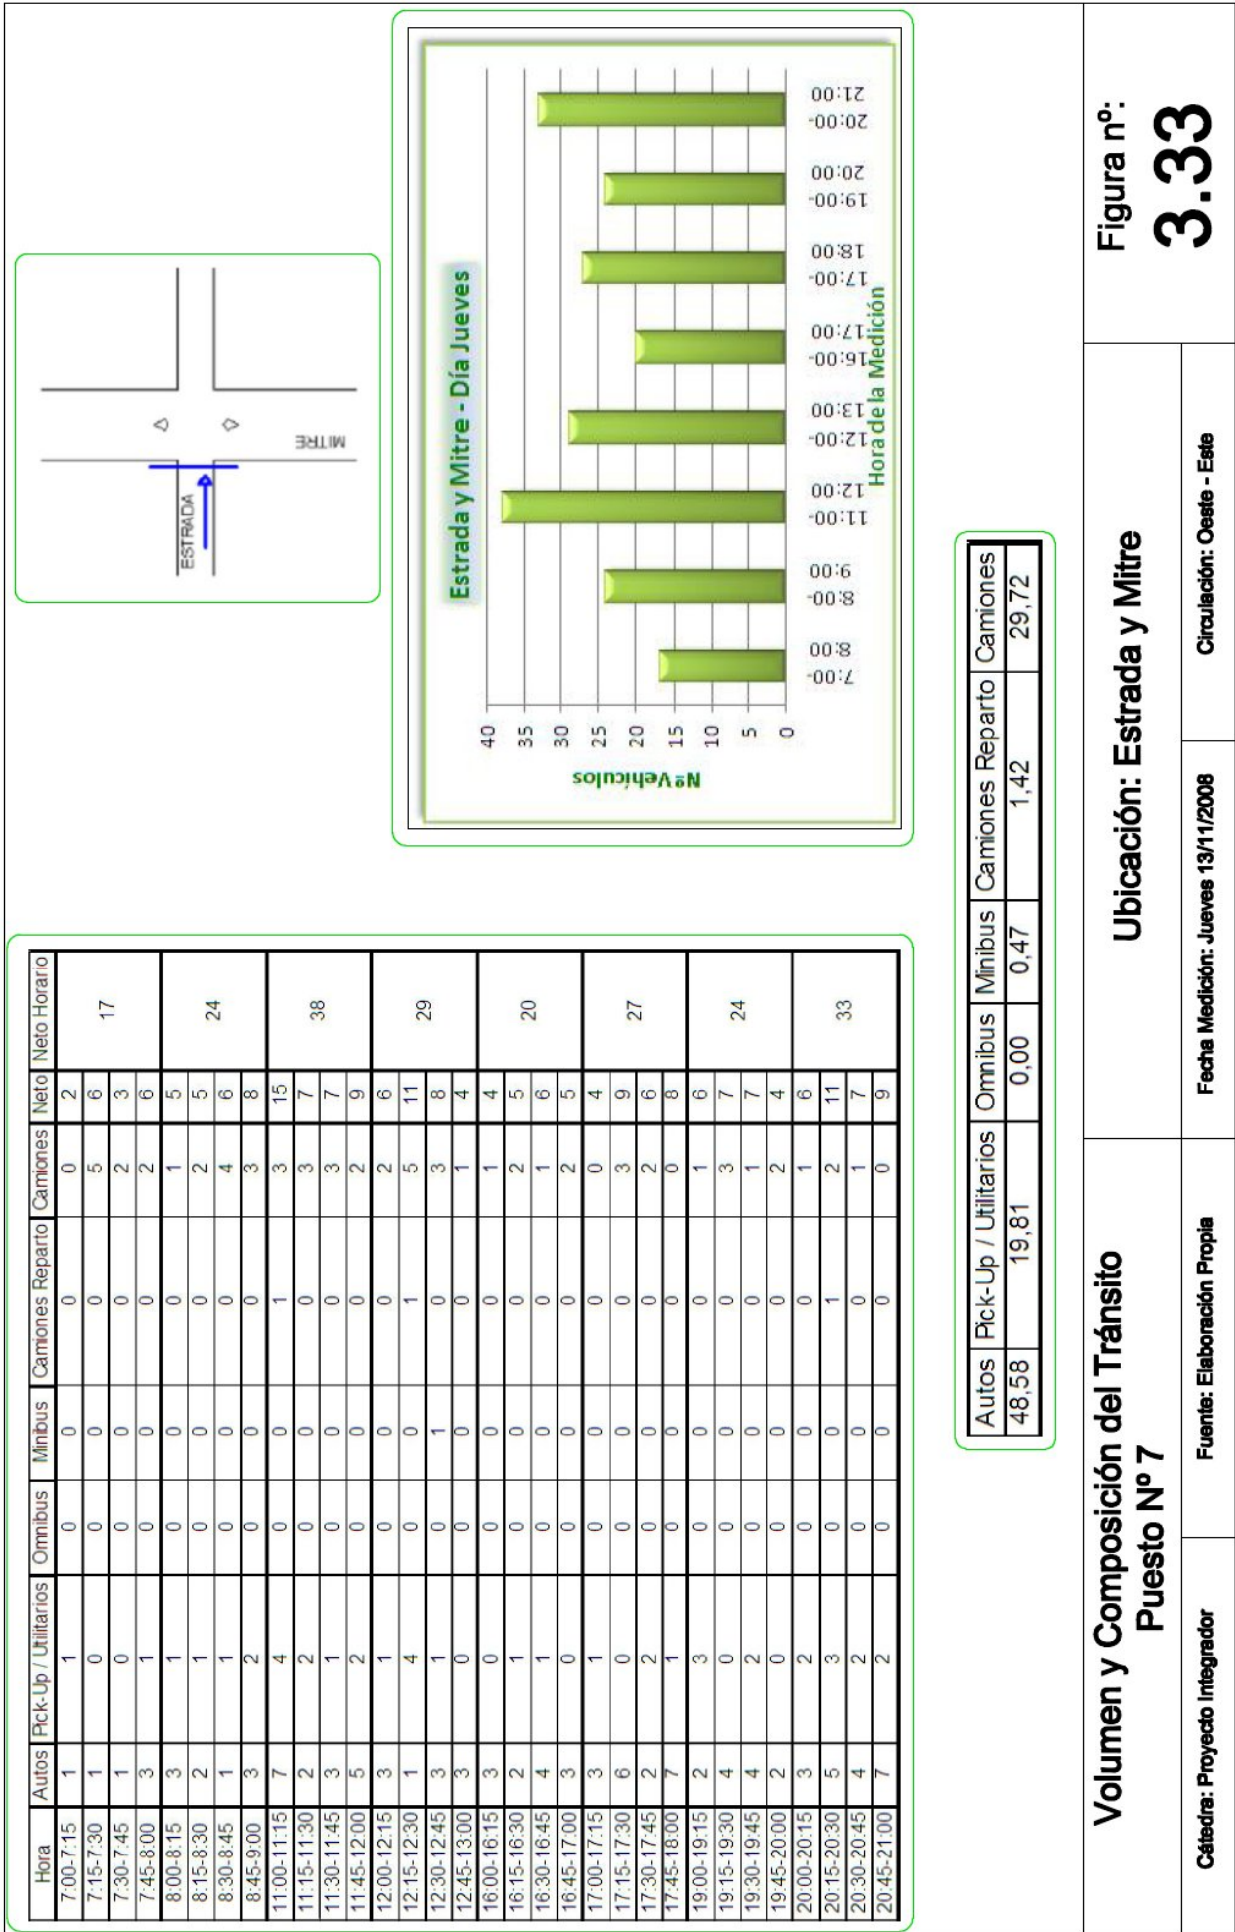 Hora Autos Pick-Up / Utilitarios Omnibus Minibus Camiones Reparto Camiones Neto Neto Horario
7:00-7:15 1 1 0 0 0 0 2 17
7:15-7:30 1 0 0 0 0 5 6
7:30-7:45 1 0 0 0 0 2 3
7:45-8:00 3 1 0 0 0 2 6
8:00-8:15 3 1 0 0 0 1 5 24
8:15-8:30 2 1 0 0 0 2 5
8:30-8:45 1 1 0 0 0 4 6
8:45-9:00 3 2 0 0 0 3 8
11:00-11:15 7 4 0 0 1 3 15 38
11:15-11:30 2 2 0 0 0 3 7
11:30-11:45 3 1 0 0 0 3 7
11:45-12:00 5 2 0 0 0 2 9
12:00-12:15 3 1 0 0 0 2 6 29
12:15-12:30 1 4 0 0 1 5 11
12:30-12:45 3 1 0 1 0 3 8
12:45-13:00 3 0 0 0 0 1 4
16:00-16:15 3 0 0 0 0 1 4 20
16:15-16:30 2 1 0 0 0 2 5
16:30-16:45 4 1 0 0 0 1 6
16:45-17:00 3 0 0 0 0 2 5
17:00-17:15 3 1 0 0 0 0 4 27
17:15-17:30 6 0 0 0 0 3 9
17:30-17:45 2 2 0 0 0 2 6
17:45-18:00 7 1 0 0 0 0 8
19:00-19:15 2 3 0 0 0 1 6 24
19:15-19:30 4 0 0 0 0 3 7
19:30-19:45 4 2 0 0 0 1 7
19:45-20:00 2 0 0 0 0 2 4
20:00-20:15 3 2 0 0 0 1 6 33
20:15-20:30 5 3 0 0 1 2 11
20:30-20:45 4 2 0 0 0 1 7
20:45-21:00 7 2 0 0 0 0 9
ESTRADA
MITRE
Estrada y Mitre - Día Jueves
Nº Vehículos
40
35
30
25
20
15
10
5
0
7:00-8:00
8:00-9:00
11:00-12:00
12:00-13:00
16:00-17:00
17:00-18:00
19:00-20:00
20:00-21:00
Hora de la Medición
Autos Pick-Up / Utilitarios Omnibus Minibus Camiones Reparto Camiones
48,58 19,81 0,00 0,47 1,42 29,72
Volumen y Composición del Tránsito
Puesto Nº 7
Ubicación: Estrada y Mitre
Figura nº:
3.33
Cátedra: Proyecto Integrador
Fuente: Elaboración Propia
Fecha Medición: Jueves 13/11/2008
Circulación: Oeste - Este